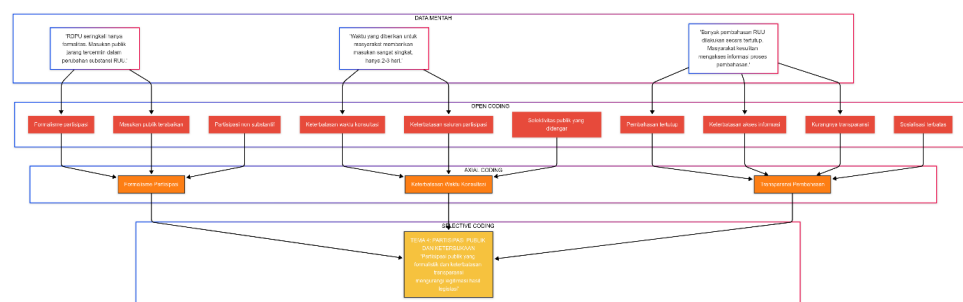 DATA MENTAH
"RDPU seringkali hanya
formalitas. Masukan publik
jarang tercermin dalam
perubahan substansi RUU."
"Waktu yang diberikan untuk
masyarakat memberikan
masukan sangat singkat,
hanya 2-3 hari."
"Banyak pembahasan RUU
dilakukan secara tertutup.
Masyarakat kesulitan
mengakses informasi proses
pembahasan."
OPEN CODING
Formalisme partisipasi
Masukan publik terabaikan
Partisipasi non substantif
Keterbatasan waktu konsultasi
Keterbatasan saluran partisipasi
Selektivitas publik yang
didengar
Pembahasan tertutup
Keterbatasan akses informasi
Kurangnya transparansi
Sosialisasi terbatas
AXIAL CODING
Formalisme Partisipasi
Keterbatasan Waktu Konsultasi
Transparansi Pembahasan
SELECTIVE CODING
TEMA 4: PARTISIPASI PUBLIK
DAN KETERBUKAAN
"Partisipasi publik yang
formalistik dan keterbatasan
transparansi
mengurangi legitimasi hasil
legislasi"